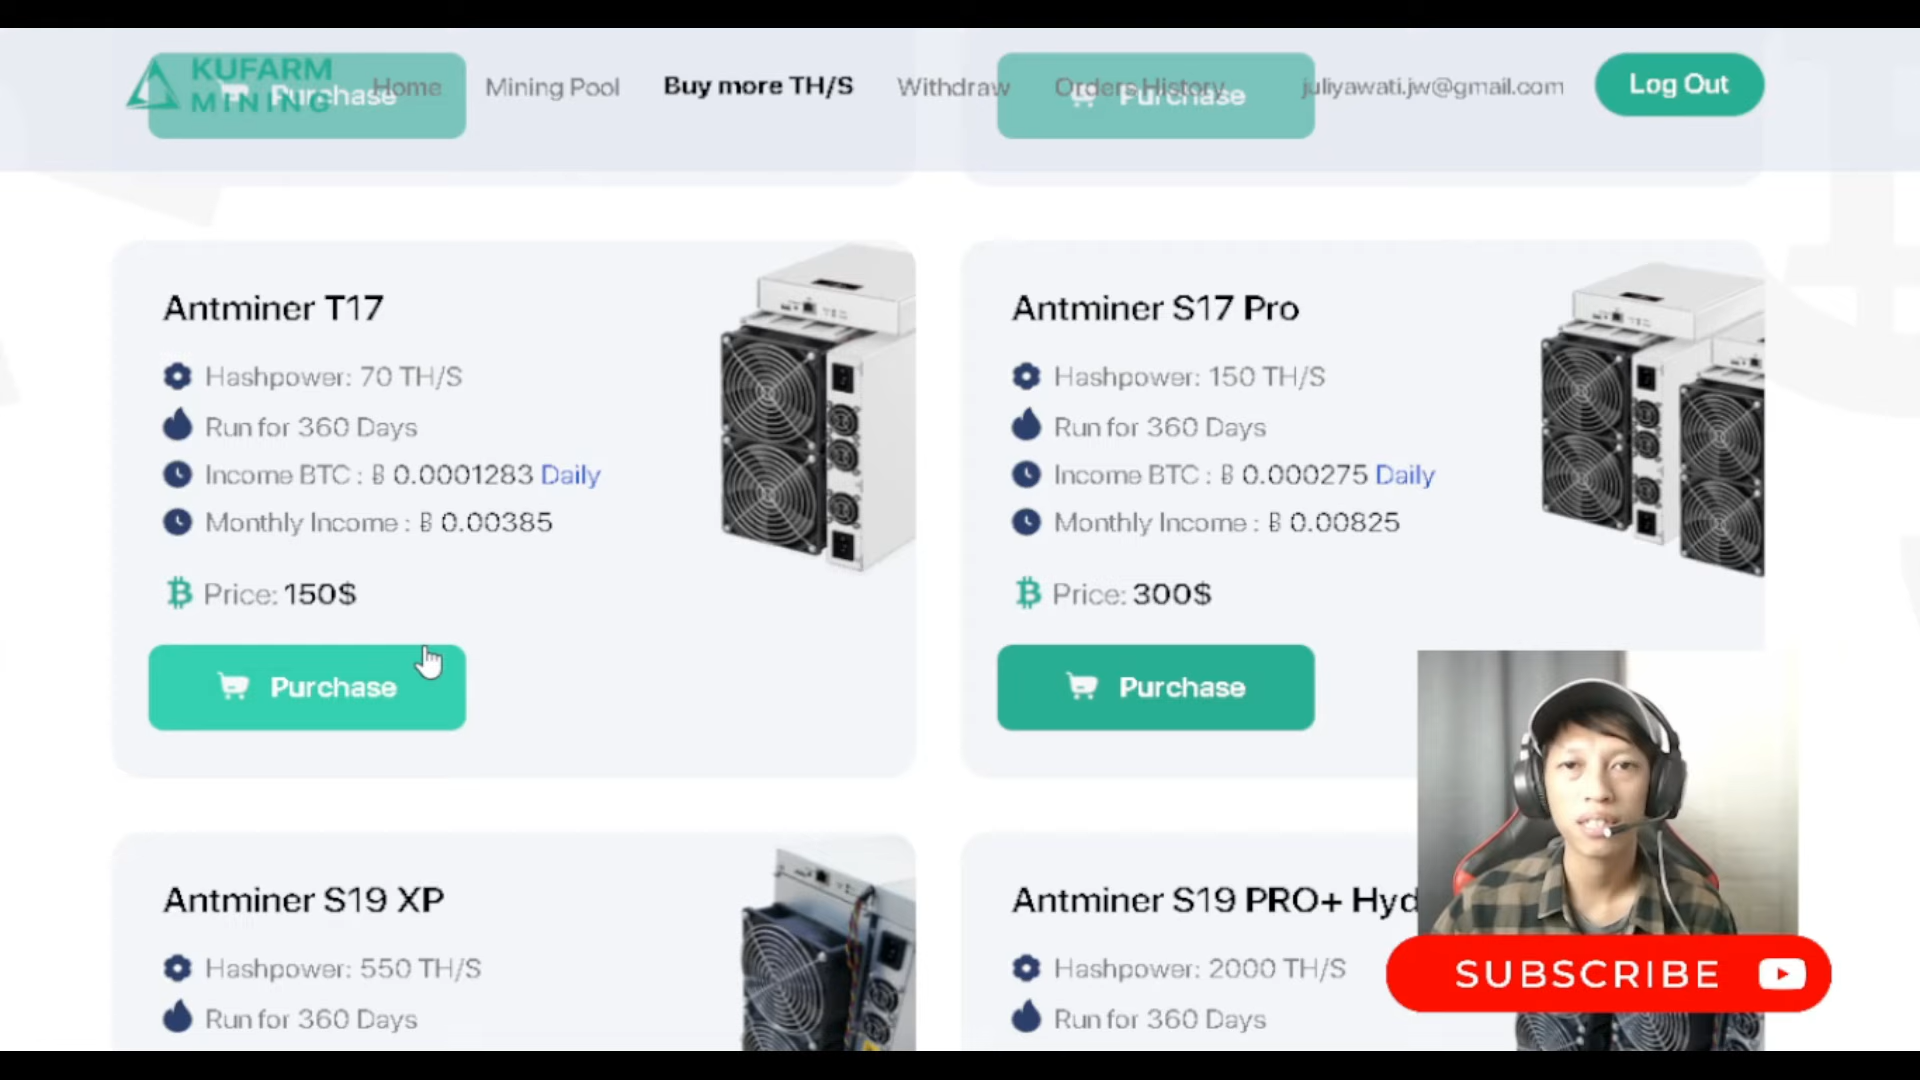 KUFARM
MINING
Purchase
Home
Mining Pool
Buy more TH/S
Withdraw
Orders History
Purchase
juliyawati.jw@gmail.com
Log Out
Antminer T17
Hashpower: 70 TH/S
Run for 360 Days
Income BTC : ₿ 0.0001283 Daily
Monthly Income : ₿ 0.00385
Price: 150$
Purchase
Antminer S17 Pro
Hashpower: 150 TH/S
Run for 360 Days
Income BTC : ₿ 0.000275 Daily
Monthly Income : ₿ 0.00825
Price: 300$
Purchase
Antminer S19 XP
Hashpower: 550 TH/S
Run for 360 Days
Antminer S19 PRO+ Hyd
Hashpower: 2000 TH/S
Run for 360 Days
SUBSCRIBE